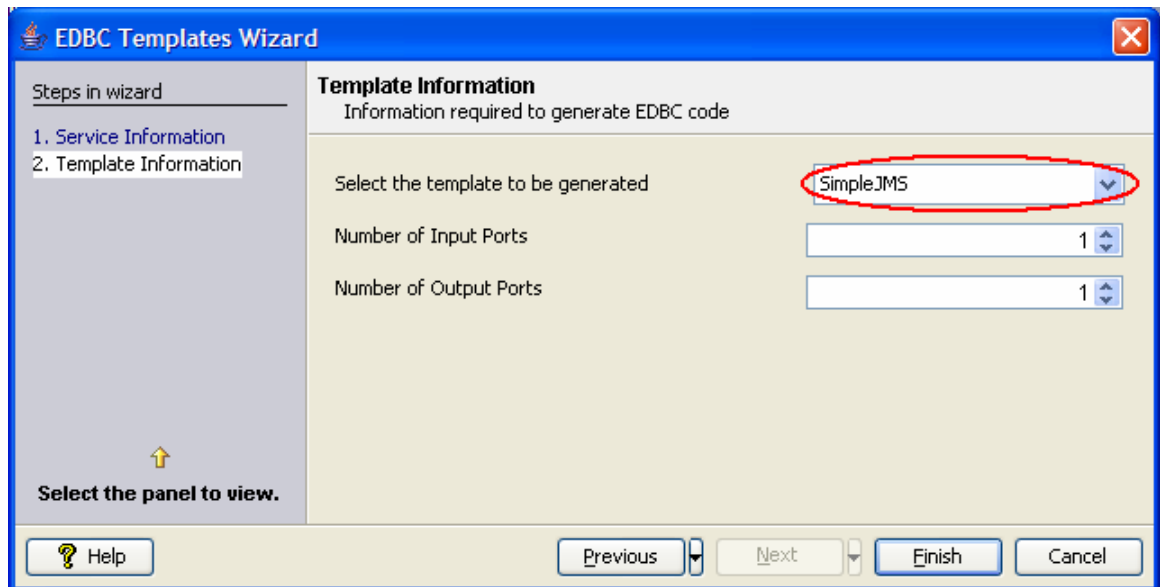 EDBC Templates Wizard
Steps in wizard
1. Service Information
2. Template Information
Select the panel to view.
Template Information
Information required to generate EDBC code
Select the template to be generated
SimpleJMS
Number of Input Ports
1
Number of Output Ports
1
Help
Previous
Next
Finish
Cancel